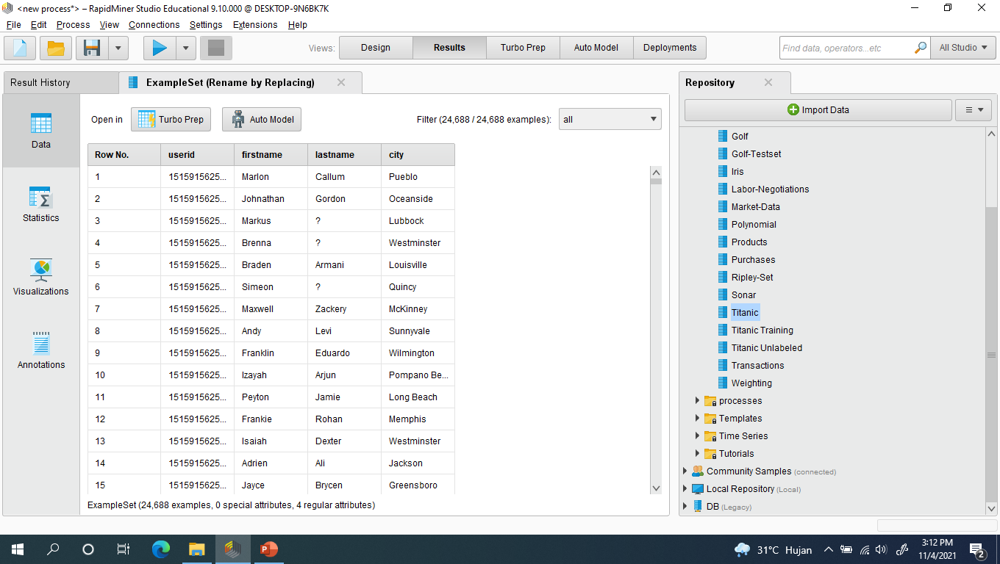 <new process*> – RapidMiner Studio Educational 9.10.000 @ DESKTOP-9N6BK7K
File Edit Process View Connections Settings Extensions Help
Views: Design Results Turbo Prep Auto Model Deployments Find data, operators...etc All Studio
Result History ExampleSet (Rename by Replacing)
Data
Statistics
Visualizations
Annotations
Open in Turbo Prep Auto Model Filter (24,688 / 24,688 examples): all
Row No. userid firstname lastname city
1 1515915625... Marlon Callum Pueblo
2 1515915625... Johnathan Gordon Oceanside
3 1515915625... Markus ? Lubbock
4 1515915625... Brenna ? Westminster
5 1515915625... Braden Armani Louisville
6 1515915625... Simeon ? Quincy
7 1515915625... Maxwell Zackery McKinney
8 1515915625... Andy Levi Sunnyvale
9 1515915625... Franklin Eduardo Wilmington
10 1515915625... Izayah Arjun Pompano Be...
11 1515915625... Peyton Jamie Long Beach
12 1515915625... Frankie Rohan Memphis
13 1515915625... Isaiah Dexter Westminster
14 1515915625... Adrien Ali Jackson
15 1515915625... Jayce Brycen Greensboro
ExampleSet (24,688 examples, 0 special attributes, 4 regular attributes)
Repository
Import Data
Golf
Golf-Testset
Iris
Labor-Negotiations
Market-Data
Polynomial
Products
Purchases
Ripley-Set
Sonar
Titanic
Titanic Training
Titanic Unlabeled
Transactions
Weighting
processes
Templates
Time Series
Tutorials
Community Samples (connected)
Local Repository (Local)
DB (Legacy)
31°C Hujan
3:12 PM
11/4/2021
2